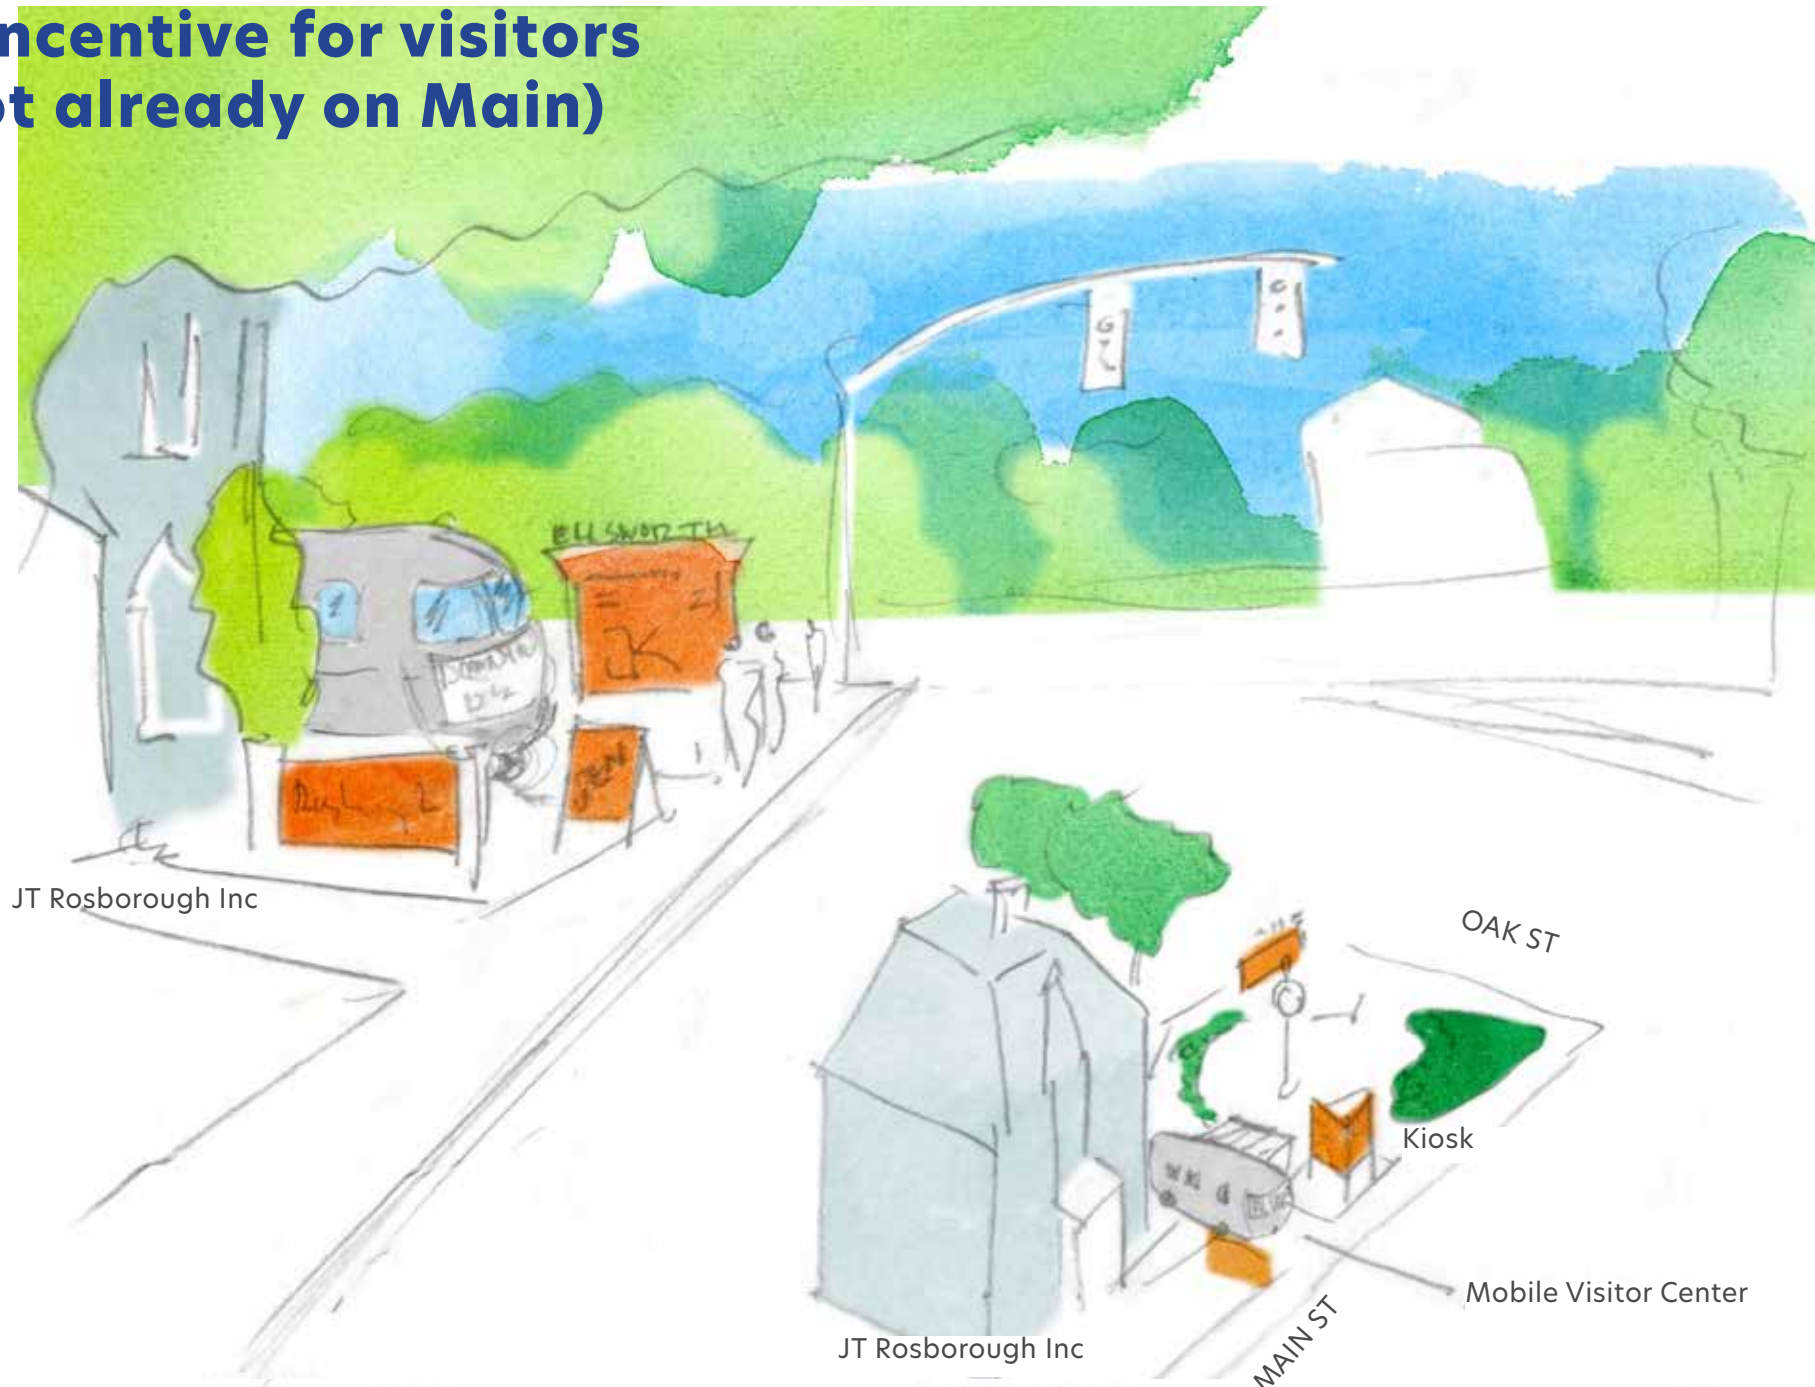 ncentive for visitors
t already on Main)
ELLSWORTH
JK
JT Rosborough Inc
OAK ST
Kiosk
Mobile Visitor Center
MAIN ST
JT Rosborough Inc